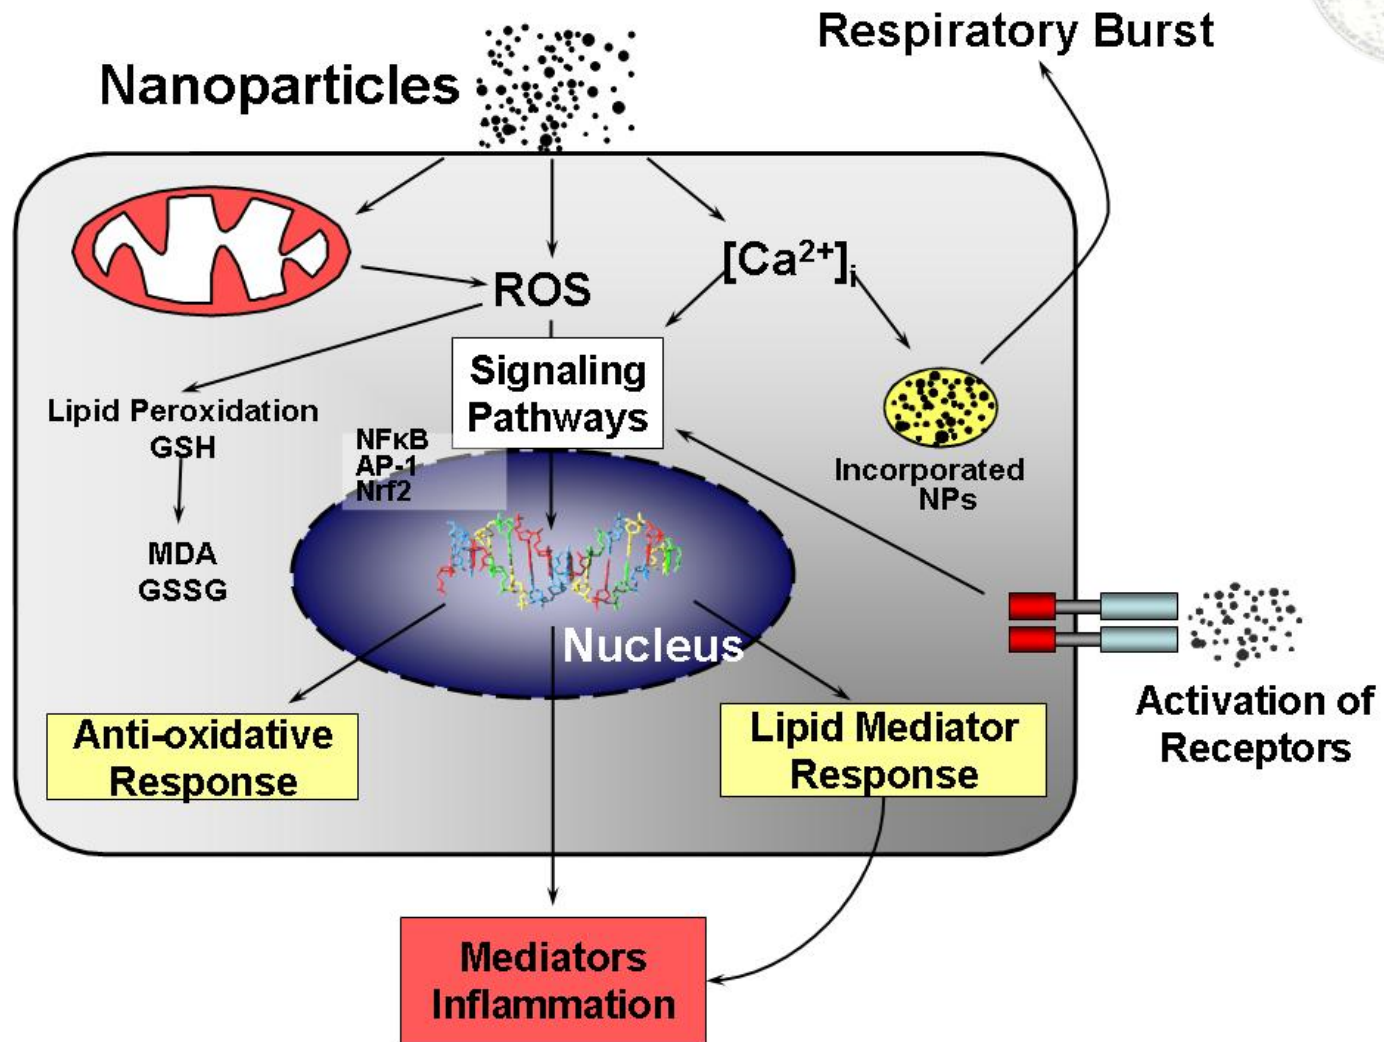 Respiratory Burst
Nanoparticles
[Ca²⁺]ᵢ
ROS
Signaling
Pathways
Lipid Peroxidation
GSH
NFκB
AP-1
Nrf2
Incorporated
NPs
MDA
GSSG
Nucleus
Activation of
Receptors
Anti-oxidative
Response
Lipid Mediator
Response
Mediators
Inflammation